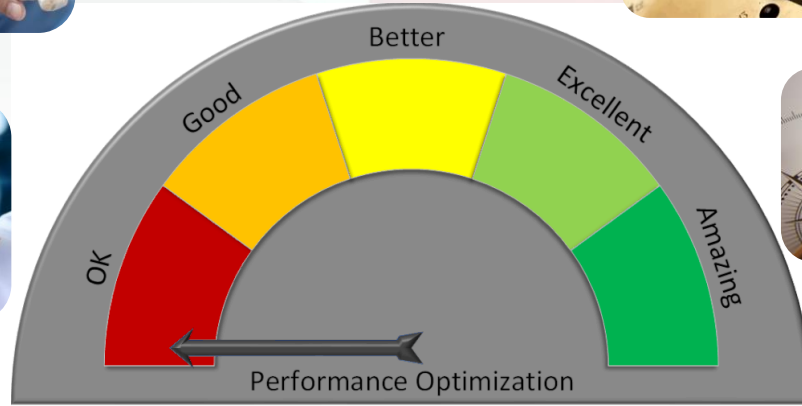 Better
Good
Excellent
OK
Amazing
Performance Optimization